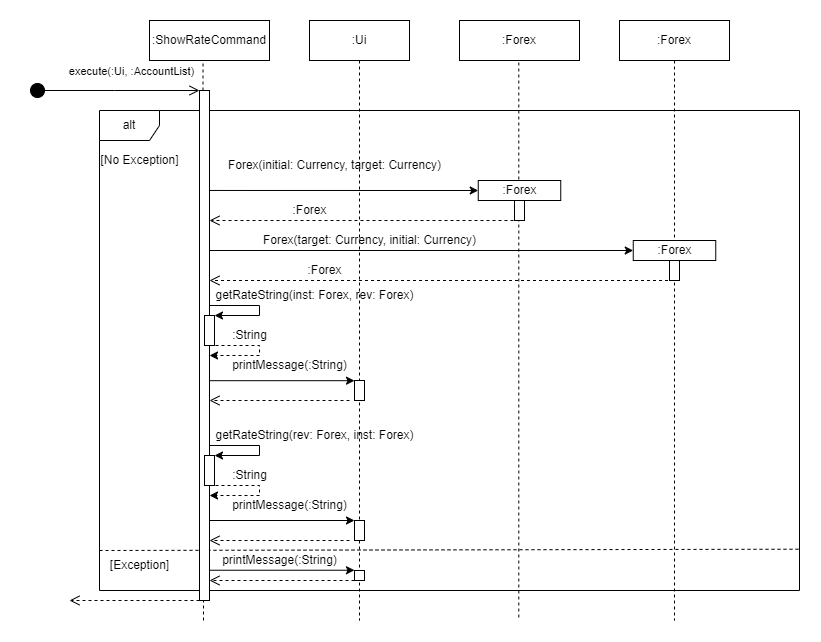 :ShowRateCommand
:Ui
:Forex
:Forex
execute(:Ui, :AccountList)
alt
[No Exception]
Forex(initial: Currency, target: Currency)
:Forex
:Forex
Forex(target: Currency, initial: Currency)
:Forex
:Forex
getRateString(inst: Forex, rev: Forex)
:String
printMessage(:String)
getRateString(rev: Forex, inst: Forex)
:String
printMessage(:String)
[Exception]
printMessage(:String)